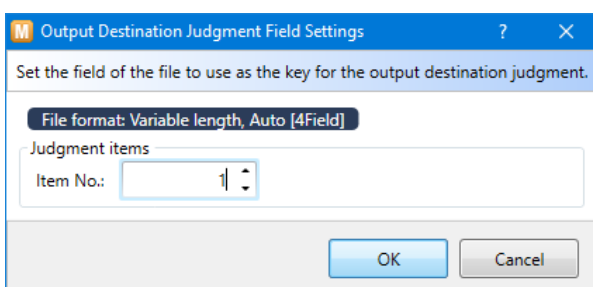 M Output Destination Judgment Field Settings ? ×
Set the field of the file to use as the key for the output destination judgment.
File format: Variable length, Auto [4Field]
Judgment items
Item No.: 1
OK Cancel